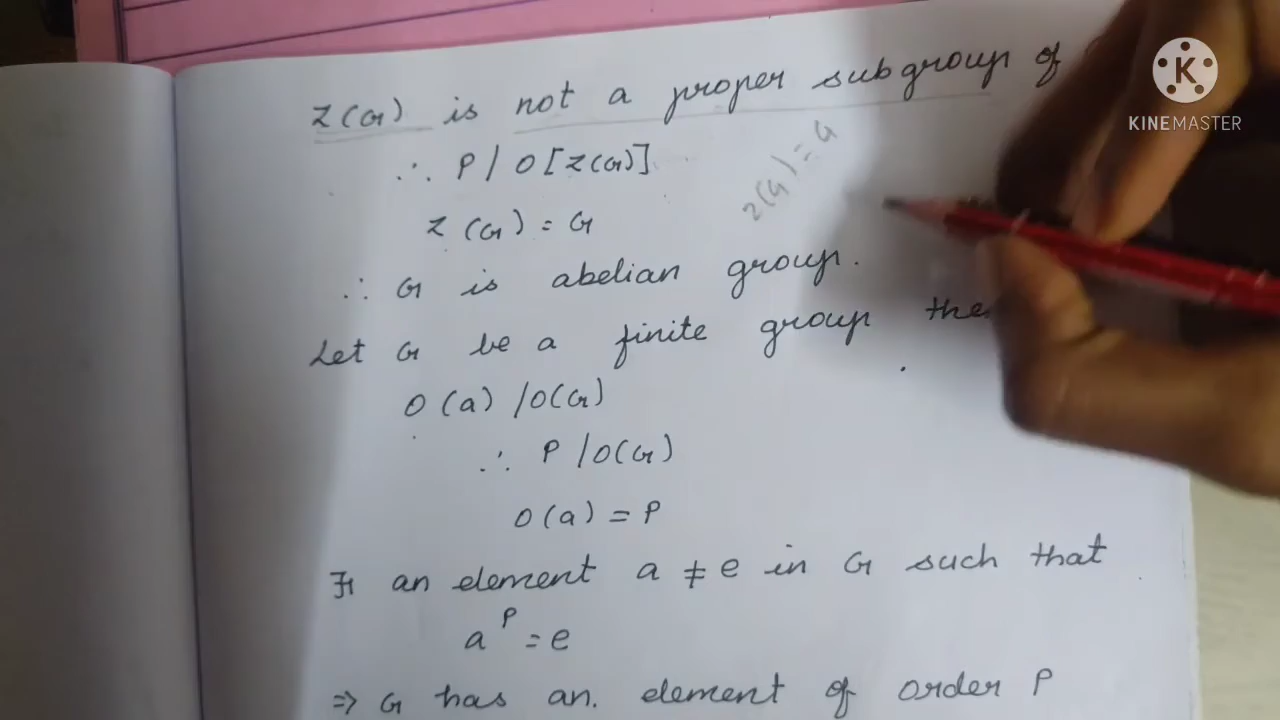 Z(G) is not a proper subgroup of
∴ P / O[Z(G)]
Z(G) = G
Z(G) = G
∴ G is abelian group.
Let G be a finite group the
O(a) / O(G)
∴ P / O(G)
O(a) = P
∃ an element a ≠ e in G such that
a^P = e
⇒ G has an. element of order P
K
KINEMASTER